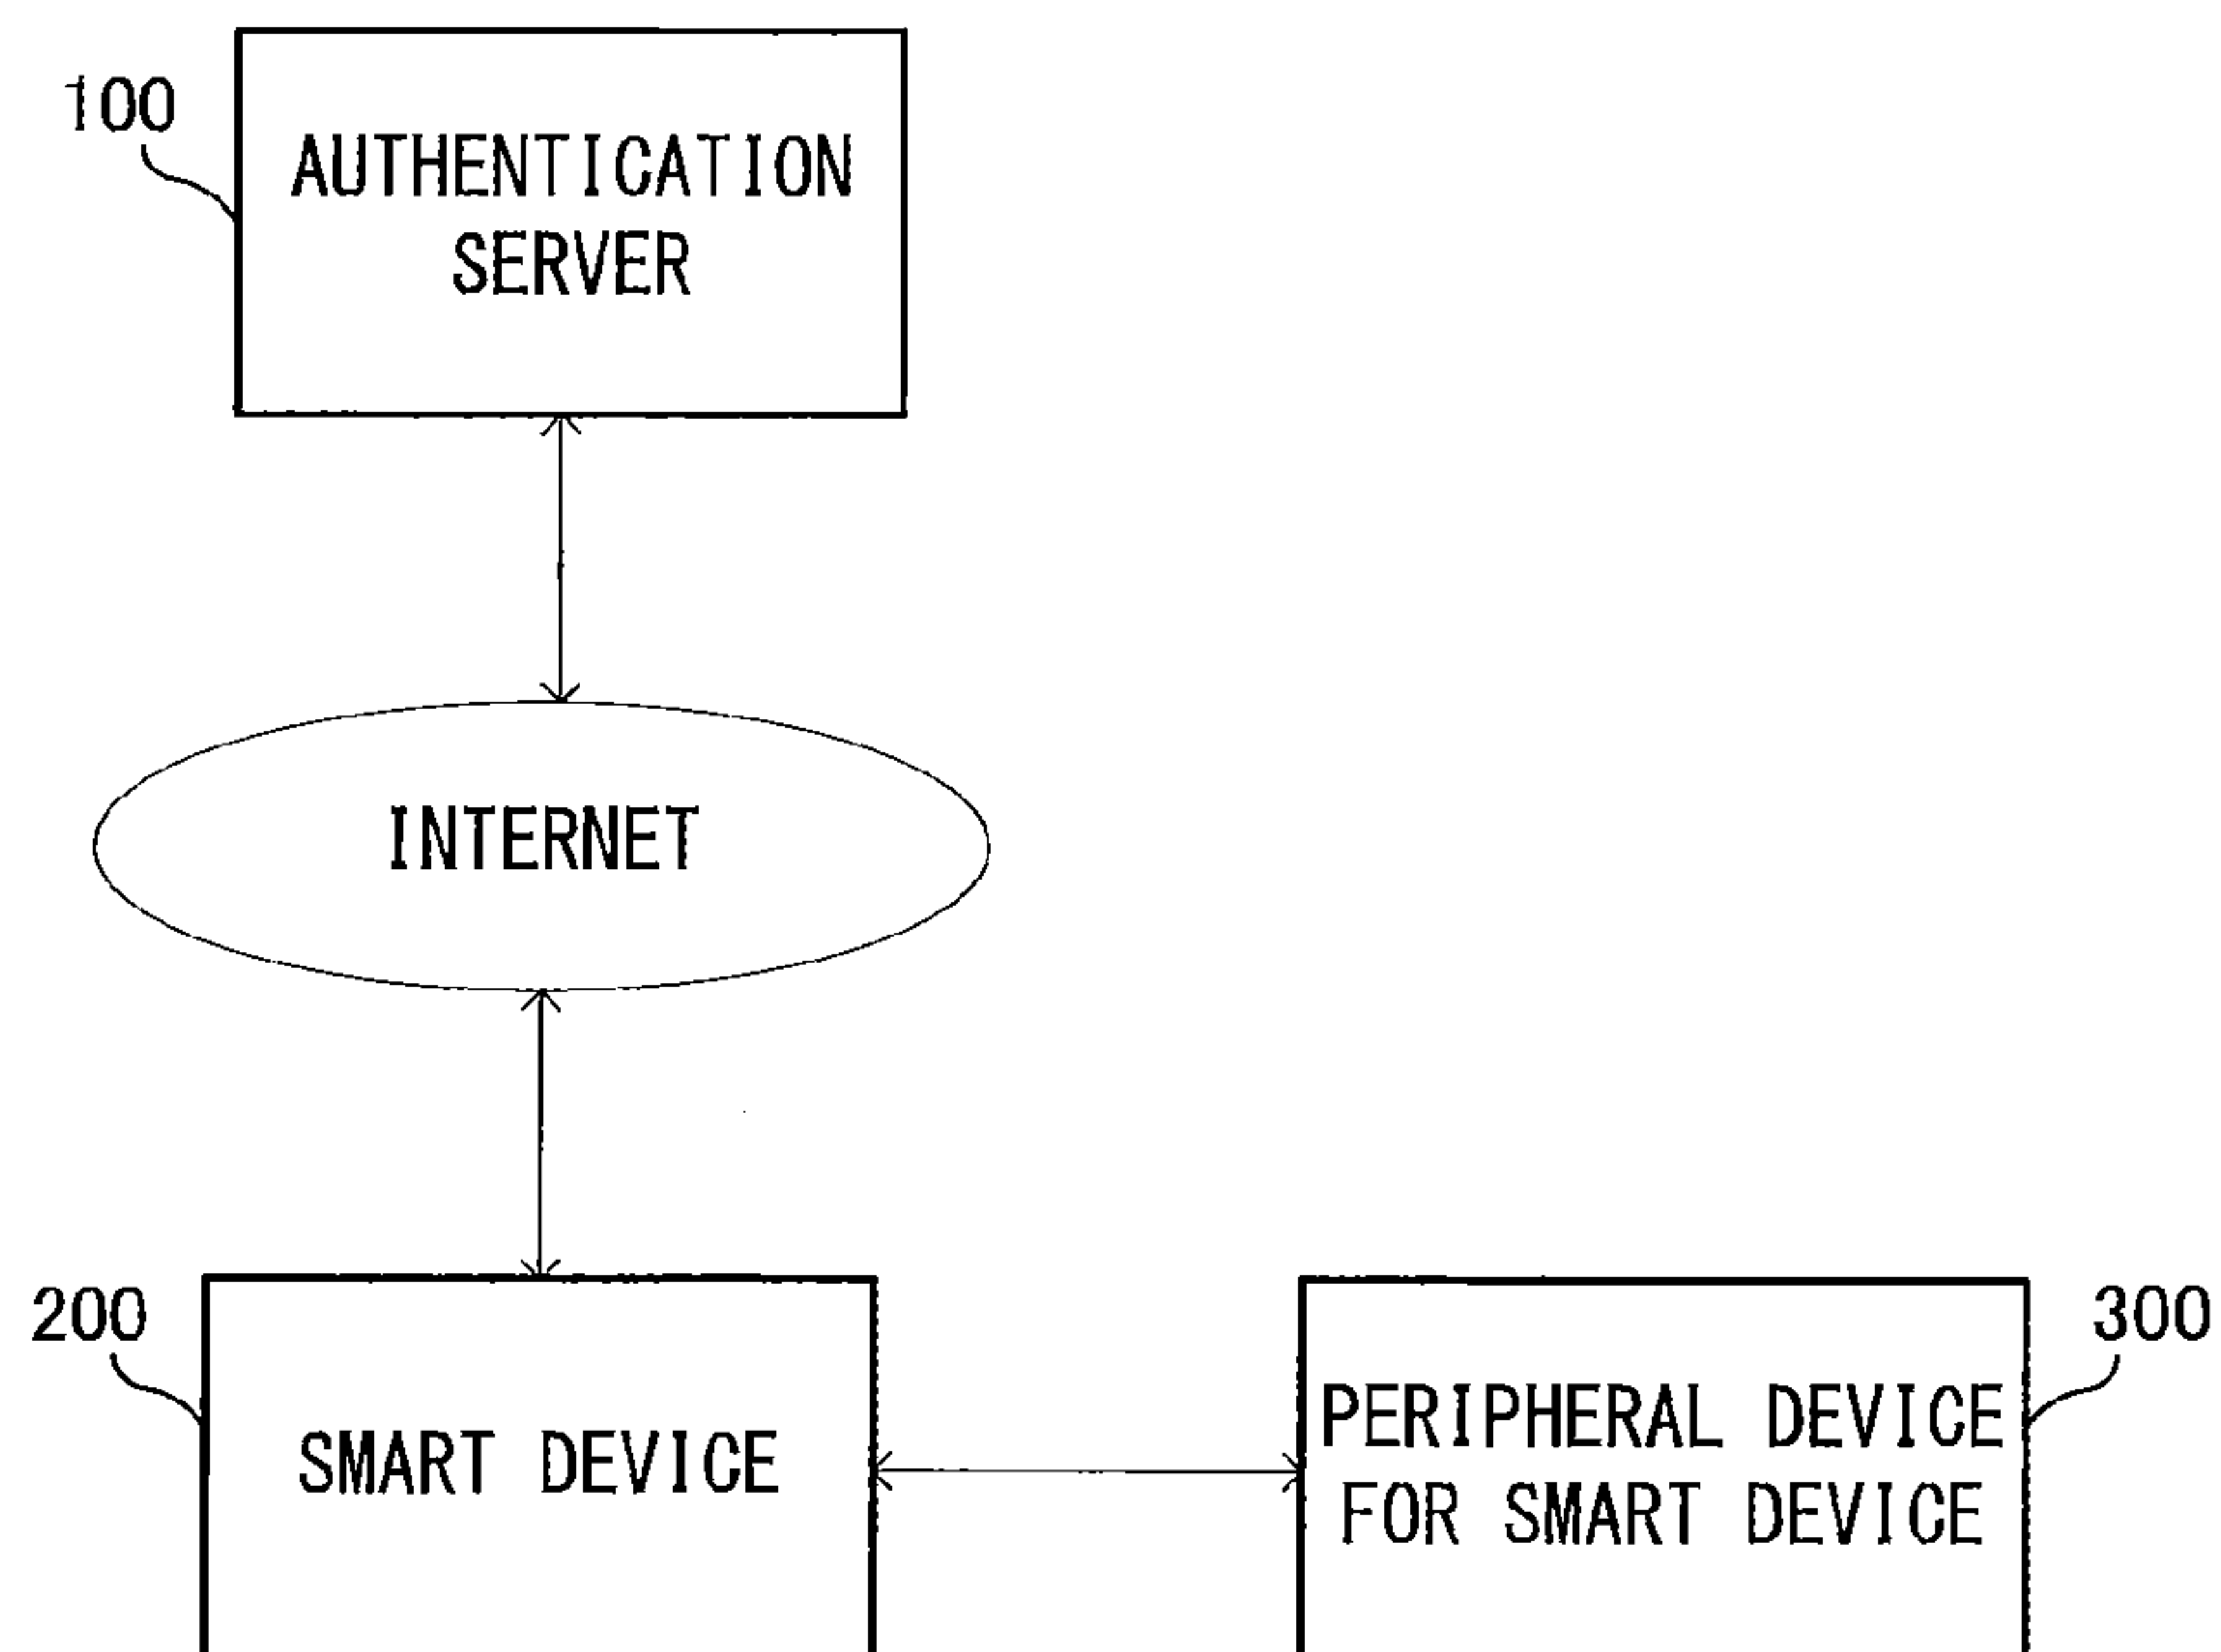 100
AUTHENTICATION
SERVER
INTERNET
200
SMART DEVICE
PERIPHERAL DEVICE
FOR SMART DEVICE
300